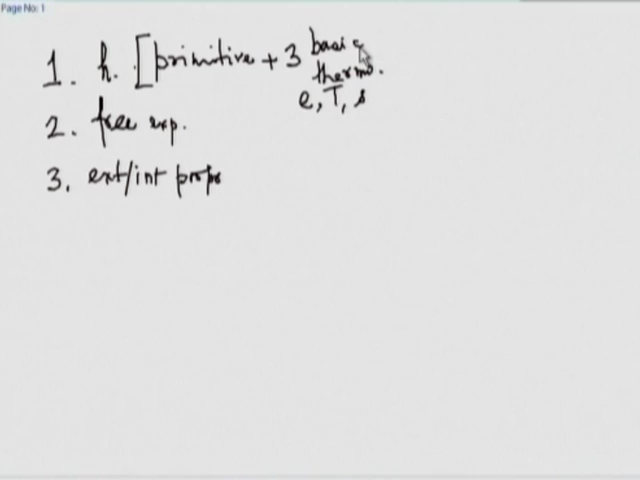 Page No: 1
1. h. [primitive + 3 basic
thermo.
e, T, s
2. free exp.
3. ext/int props